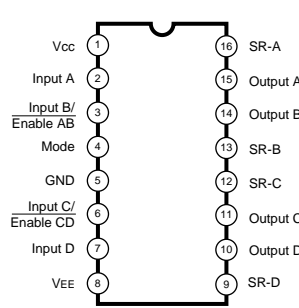 Vcc 1
Input A 2
Input B/
Enable AB 3
Mode 4
GND 5
Input C/
Enable CD 6
Input D 7
VEE 8
16 SR-A
15 Output A
14 Output B
13 SR-B
12 SR-C
11 Output C
10 Output D
9 SR-D